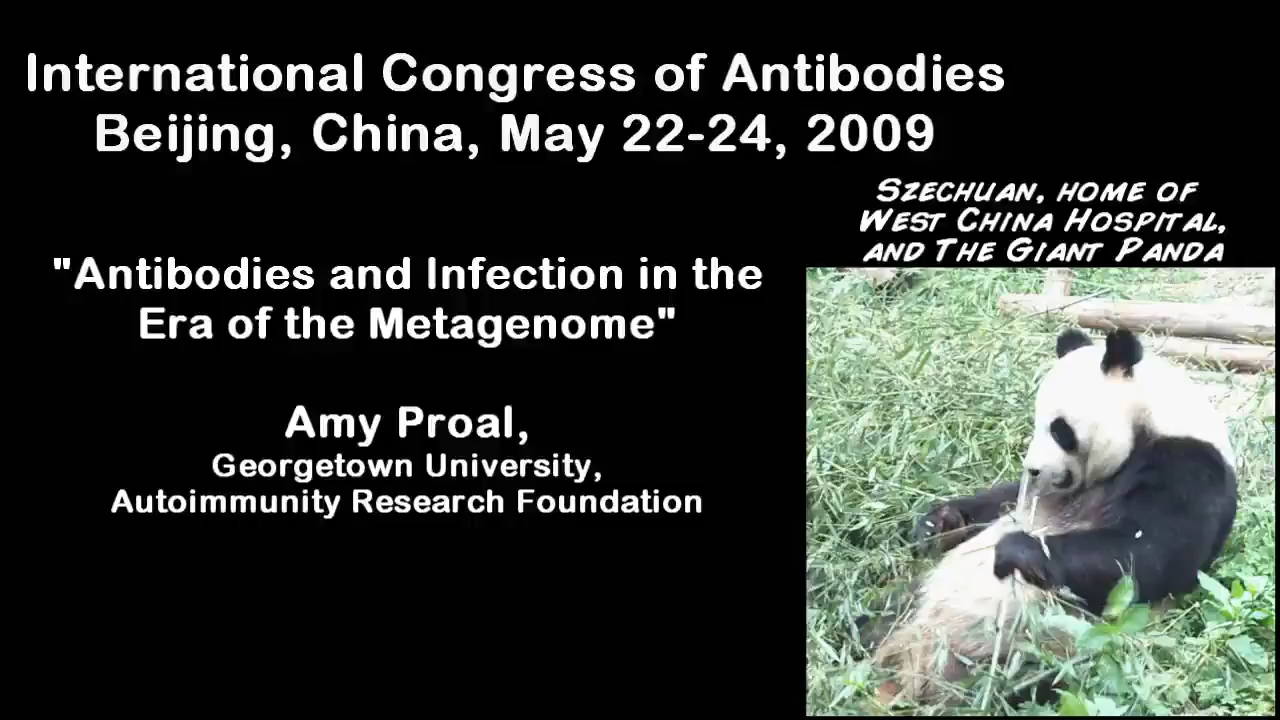 International Congress of Antibodies
Beijing, China, May 22-24, 2009
Szechuan, home of
West China Hospital,
and The Giant Panda
"Antibodies and Infection in the
Era of the Metagenome"
Amy Proal,
Georgetown University,
Autoimmunity Research Foundation